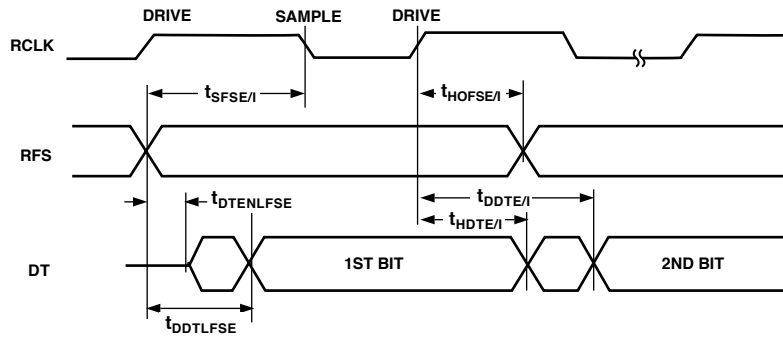 DRIVE SAMPLE DRIVE
RCLK
tSFSE/I tHOFSE/I
RFS
tDDTE/I
tDTENLFSE
tHDTE/I
DT 1ST BIT 2ND BIT
tDDTLFSE